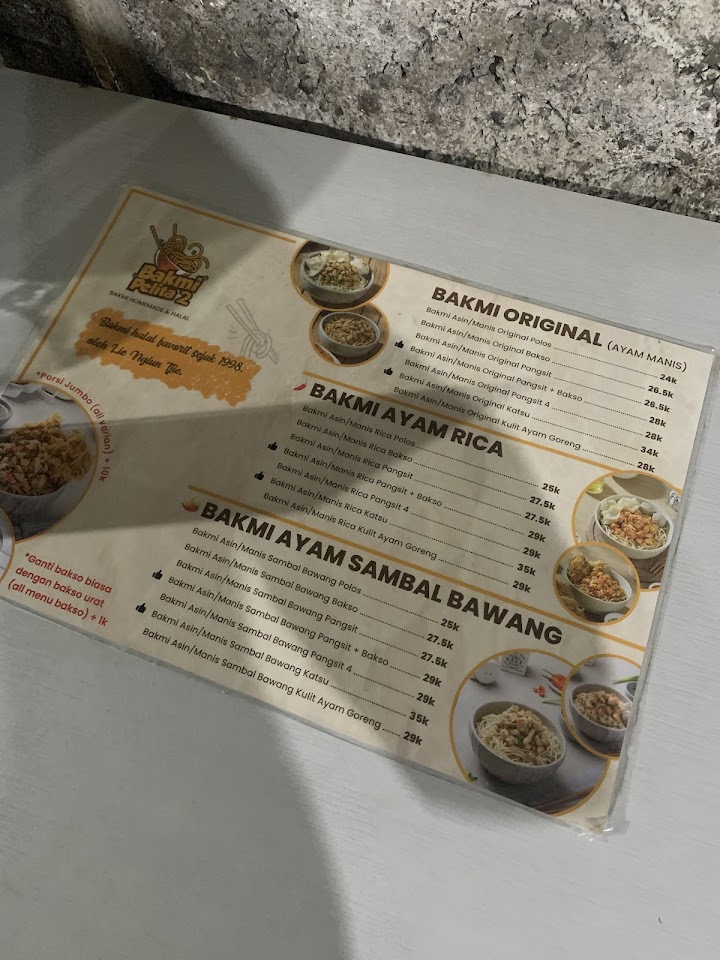 Bakmi
Pelita 2
BAKMI HOMEMADE & HALAL
Bakmi halal favorit sejak 1998.
oleh Lie Ngiun Tjie.
*Porsi Jumbo (all varian) + 10k
*Ganti bakso biasa
dengan bakso urat
(all menu bakso) + 1k
BAKMI ORIGINAL (AYAM MANIS)
Bakmi Asin/Manis Original Polos 24k
Bakmi Asin/Manis Original Bakso 26.5k
Bakmi Asin/Manis Original Pangsit 26.5k
Bakmi Asin/Manis Original Pangsit + Bakso 28k
Bakmi Asin/Manis Original Pangsit 4 28k
Bakmi Asin/Manis Original Katsu 34k
Bakmi Asin/Manis Original Kulit Ayam Goreng 28k
BAKMI AYAM RICA
Bakmi Asin/Manis Rica Polos 25k
Bakmi Asin/Manis Rica Bakso 27.5k
Bakmi Asin/Manis Rica Pangsit 27.5k
Bakmi Asin/Manis Rica Pangsit + Bakso 29k
Bakmi Asin/Manis Rica Pangsit 4 29k
Bakmi Asin/Manis Rica Katsu 35k
Bakmi Asin/Manis Rica Kulit Ayam Goreng 29k
BAKMI AYAM SAMBAL BAWANG
Bakmi Asin/Manis Sambal Bawang Polos 25k
Bakmi Asin/Manis Sambal Bawang Bakso 27.5k
Bakmi Asin/Manis Sambal Bawang Pangsit 27.5k
Bakmi Asin/Manis Sambal Bawang Pangsit + Bakso 29k
Bakmi Asin/Manis Sambal Bawang Pangsit 4 29k
Bakmi Asin/Manis Sambal Bawang Katsu 35k
Bakmi Asin/Manis Sambal Bawang Kulit Ayam Goreng 29k